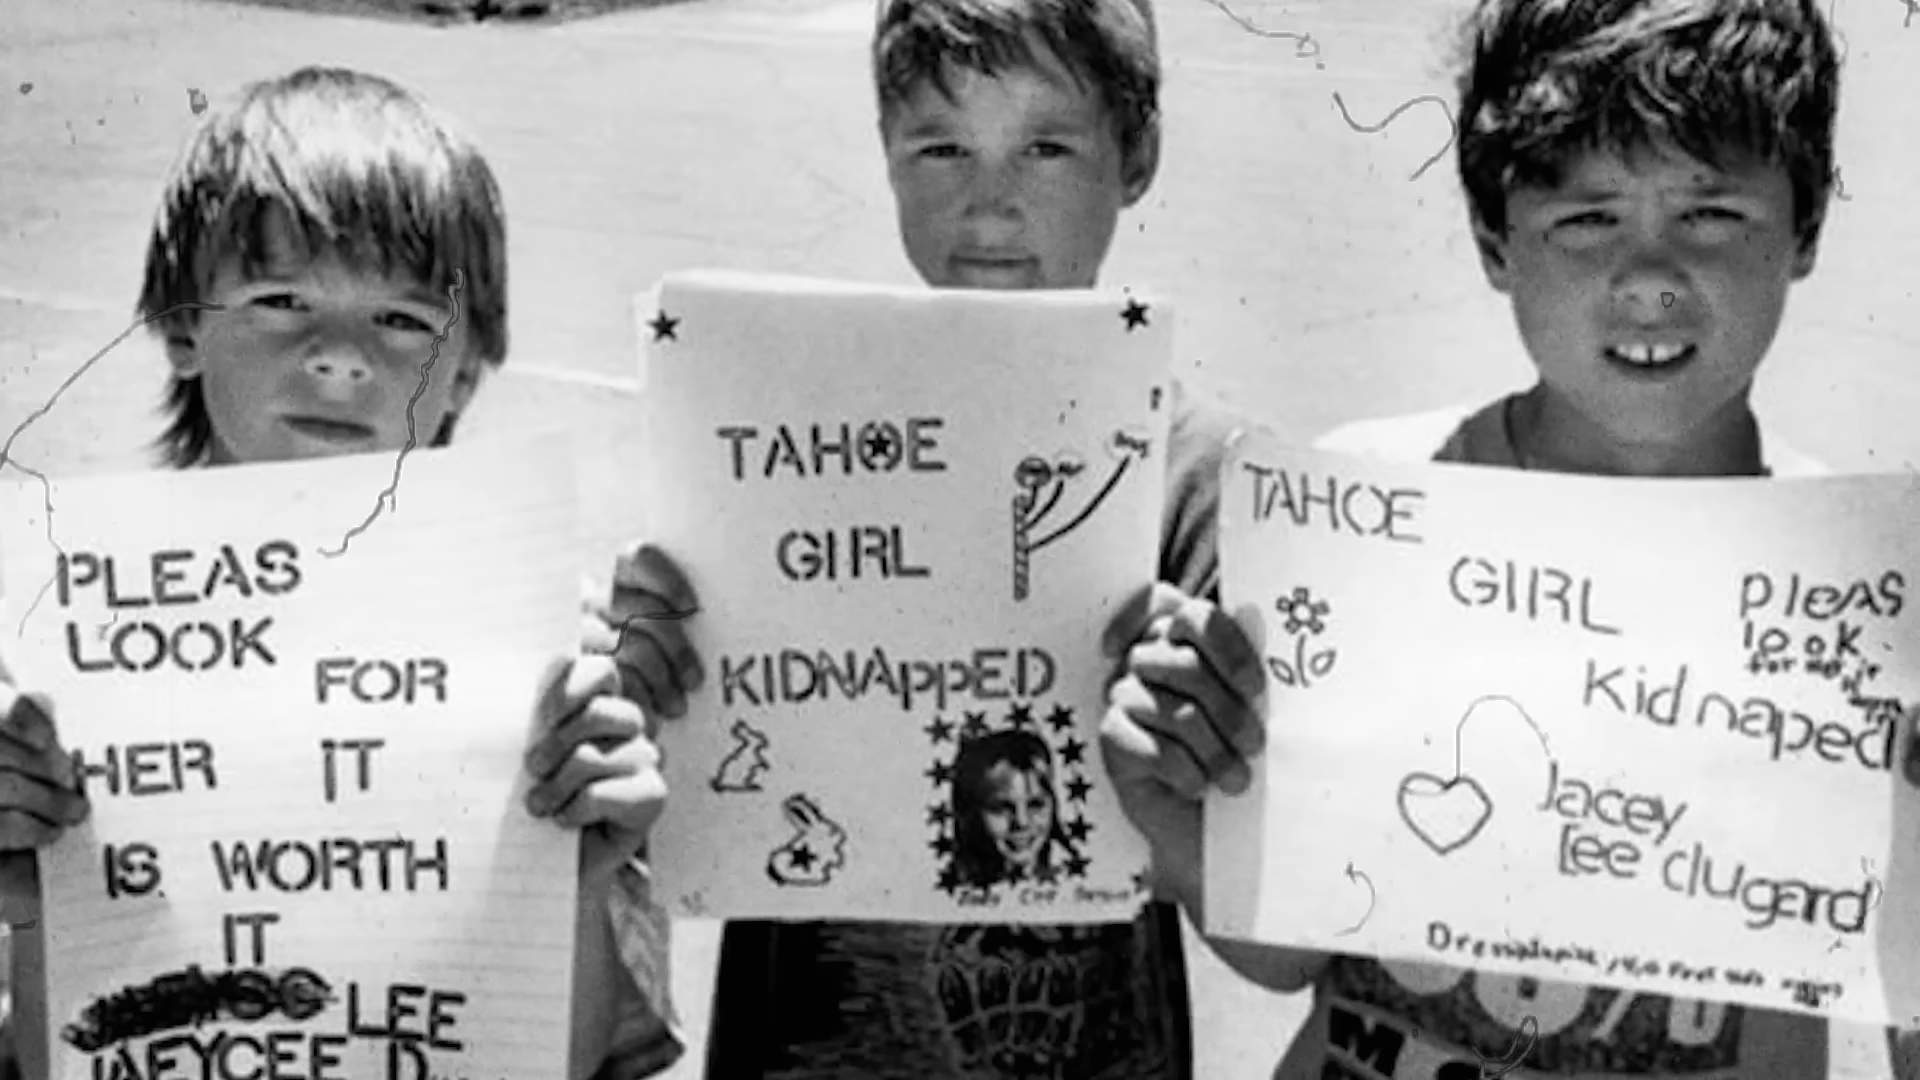 PLEAS
LOOK
FOR
HER IT
IS WORTH
IT
LEE
JAEYCEE D
TAHOE
GIRL
KIDNAppED
TAHOE
GIRL
pleAS
look
Kidnaped
Jacey
Lee dugard